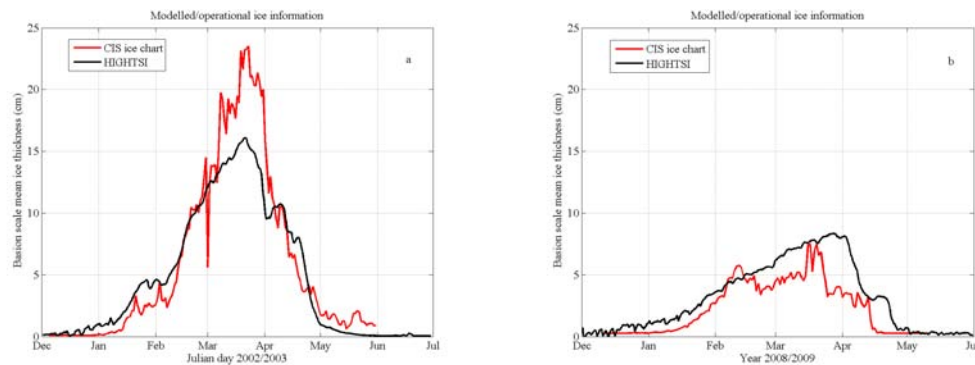 Modelled/operational ice information
CIS ice chart
HIGHTSI
a
Basion scale mean ice thickness (cm)
25
20
15
10
5
0
Dec Jan Feb Mar Apr May Jun Jul
Julian day 2002/2003
Modelled/operational ice information
CIS ice chart
HIGHTSI
b
Basion scale mean ice thickness (cm)
25
20
15
10
5
0
Dec Jan Feb Mar Apr May Jul
Year 2008/2009